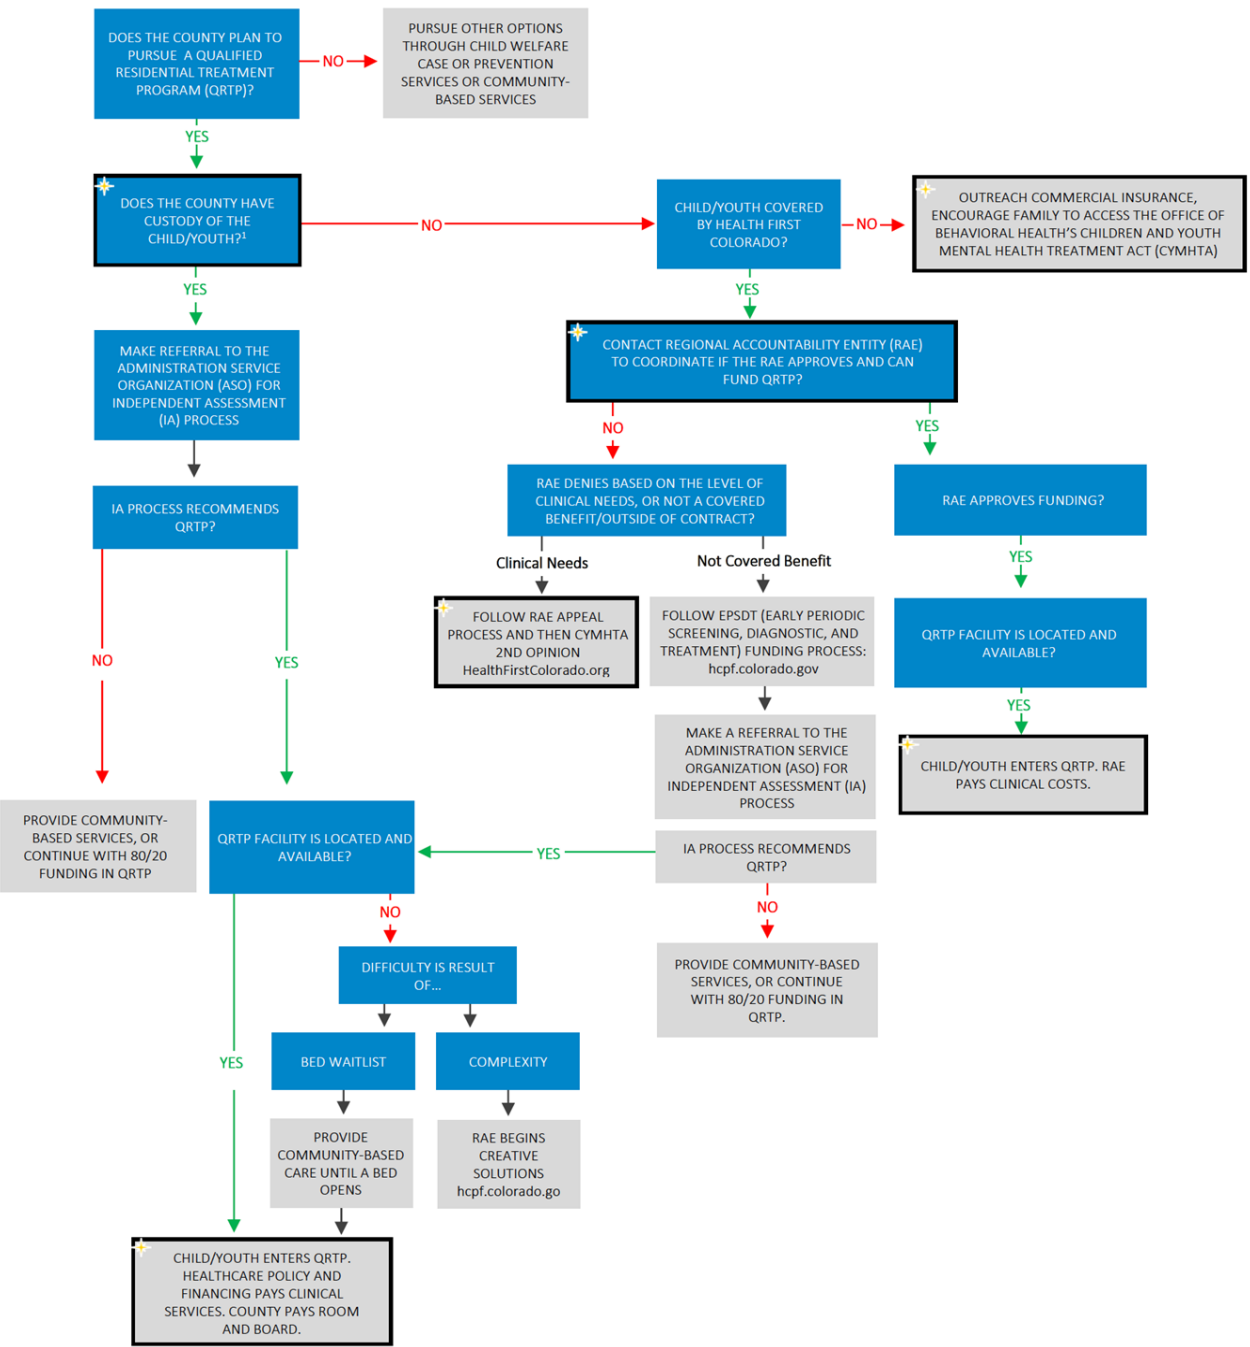 DOES THE COUNTY PLAN TO
PURSUE A QUALIFIED
RESIDENTIAL TREATMENT
PROGRAM (QRTP)?
NO
PURSUE OTHER OPTIONS
THROUGH CHILD WELFARE
CASE OR PREVENTION
SERVICES OR COMMUNITY-
BASED SERVICES
YES
DOES THE COUNTY HAVE
CUSTODY OF THE
CHILD/YOUTH?¹
NO
CHILD/YOUTH COVERED
BY HEALTH FIRST
COLORADO?
NO
OUTREACH COMMERCIAL INSURANCE,
ENCOURAGE FAMILY TO ACCESS THE OFFICE OF
BEHAVIORAL HEALTH'S CHILDREN AND YOUTH
MENTAL HEALTH TREATMENT ACT (CYMHTA)
YES
YES
MAKE REFERRAL TO THE
ADMINISTRATION SERVICE
ORGANIZATION (ASO) FOR
INDEPENDENT ASSESSMENT
(IA) PROCESS
CONTACT REGIONAL ACCOUNTABILITY ENTITY (RAE)
TO COORDINATE IF THE RAE APPROVES AND CAN
FUND QRTP?
NO
YES
IA PROCESS RECOMMENDS
QRTP?
RAE DENIES BASED ON THE LEVEL OF
CLINICAL NEEDS, OR NOT A COVERED
BENEFIT/OUTSIDE OF CONTRACT?
RAE APPROVES FUNDING?
Clinical Needs
Not Covered Benefit
YES
FOLLOW RAE APPEAL
PROCESS AND THEN CYMHTA
2ND OPINION
HealthFirstColorado.org
FOLLOW EPSDT (EARLY PERIODIC
SCREENING, DIAGNOSTIC, AND
TREATMENT) FUNDING PROCESS:
hcpf.colorado.gov
QRTP FACILITY IS LOCATED AND
AVAILABLE?
NO
YES
YES
MAKE A REFERRAL TO THE
ADMINISTRATION SERVICE
ORGANIZATION (ASO) FOR
INDEPENDENT ASSESSMENT (IA)
PROCESS
CHILD/YOUTH ENTERS QRTP. RAE
PAYS CLINICAL COSTS.
PROVIDE COMMUNITY-
BASED SERVICES, OR
CONTINUE WITH 80/20
FUNDING IN QRTP
QRTP FACILITY IS LOCATED AND
AVAILABLE?
YES
IA PROCESS RECOMMENDS
QRTP?
NO
NO
DIFFICULTY IS RESULT
OF…
PROVIDE COMMUNITY-BASED
SERVICES, OR CONTINUE
WITH 80/20 FUNDING IN
QRTP.
YES
BED WAITLIST
COMPLEXITY
PROVIDE
COMMUNITY-BASED
CARE UNTIL A BED
OPENS
RAE BEGINS
CREATIVE
SOLUTIONS
hcpf.colorado.go
CHILD/YOUTH ENTERS QRTP.
HEALTHCARE POLICY AND
FINANCING PAYS CLINICAL
SERVICES. COUNTY PAYS ROOM
AND BOARD.